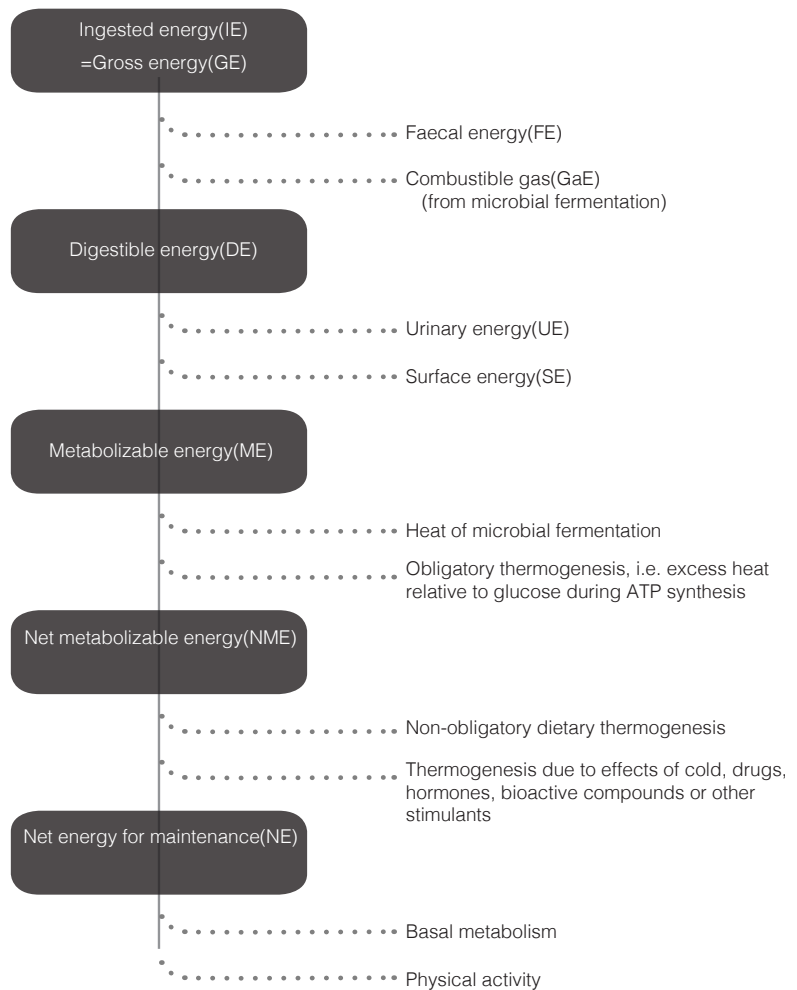 Ingested energy(IE)
=Gross energy(GE)
Faecal energy(FE)
Combustible gas(GaE)
(from microbial fermentation)
Digestible energy(DE)
Urinary energy(UE)
Surface energy(SE)
Metabolizable energy(ME)
Heat of microbial fermentation
Obligatory thermogenesis, i.e. excess heat
relative to glucose during ATP synthesis
Net metabolizable energy(NME)
Non-obligatory dietary thermogenesis
Thermogenesis due to effects of cold, drugs,
hormones, bioactive compounds or other
stimulants
Net energy for maintenance(NE)
Basal metabolism
Physical activity